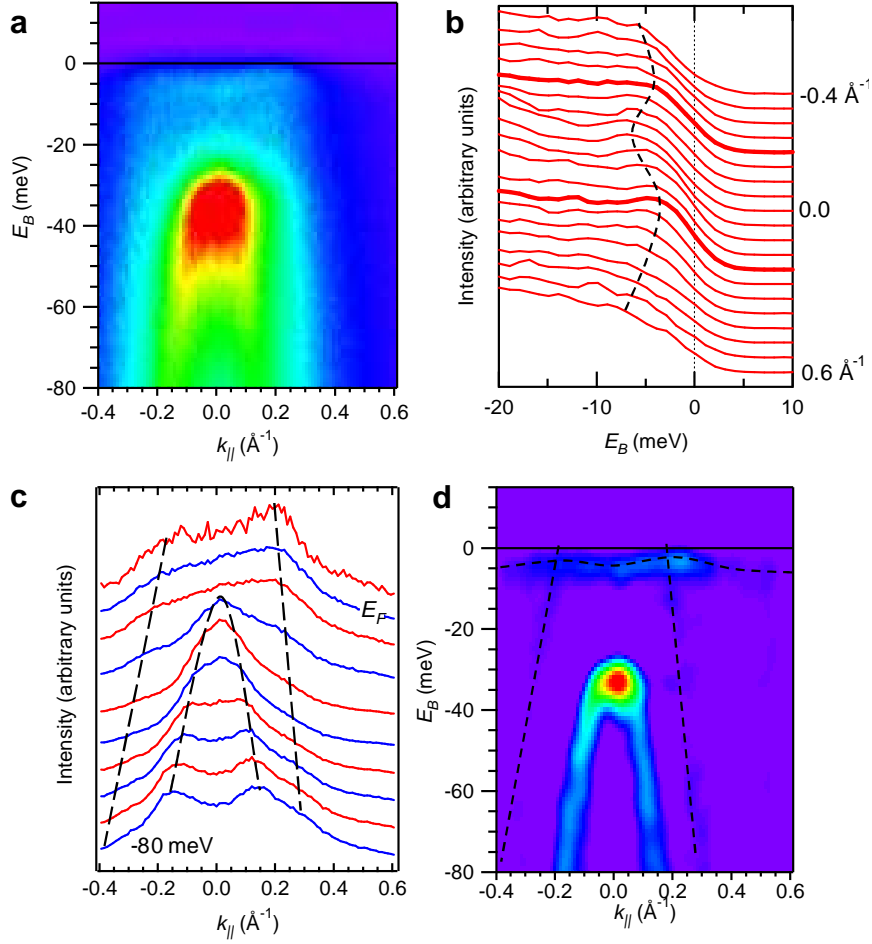 a
0
-20
-40
-60
-80
E_B (meV)
-0.4 -0.2 0.0 0.2 0.4 0.6
k_|| (Å⁻¹)
b
Intensity (arbitrary units)
-0.4 Å⁻¹
0.0
0.6 Å⁻¹
-20 -10 0 10
E_B (meV)
c
Intensity (arbitrary units)
E_F
-80 meV
-0.4 -0.2 0.0 0.2 0.4 0.6
k_|| (Å⁻¹)
d
0
-20
-40
-60
-80
E_B (meV)
-0.4 -0.2 0.0 0.2 0.4 0.6
k_|| (Å⁻¹)